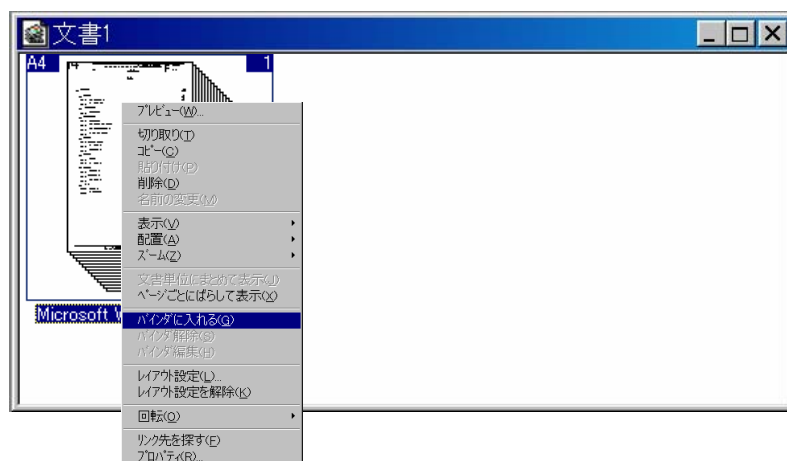 文書1
A4
1
ﾌﾟﾚﾋﾞｭｰ(W)...
切り取り(T)
ｺﾋﾟｰ(C)
貼り付け(P)
削除(D)
名前の変更(M)
表示(V)
配置(A)
ｽﾞｰﾑ(Z)
文書単位にまとめて表示(J)
ﾍﾟｰｼﾞごとにばらして表示(X)
Microsoft W
ﾊﾞｲﾝﾀﾞに入れる(G)
ﾊﾞｲﾝﾀﾞ解除(S)
ﾊﾞｲﾝﾀﾞ編集(H)
ﾚｲｱｳﾄ設定(L)...
ﾚｲｱｳﾄ設定を解除(K)
回転(O)
ﾘﾝｸ先を探す(F)
ﾌﾟﾛﾊﾟﾃｨ(R)...